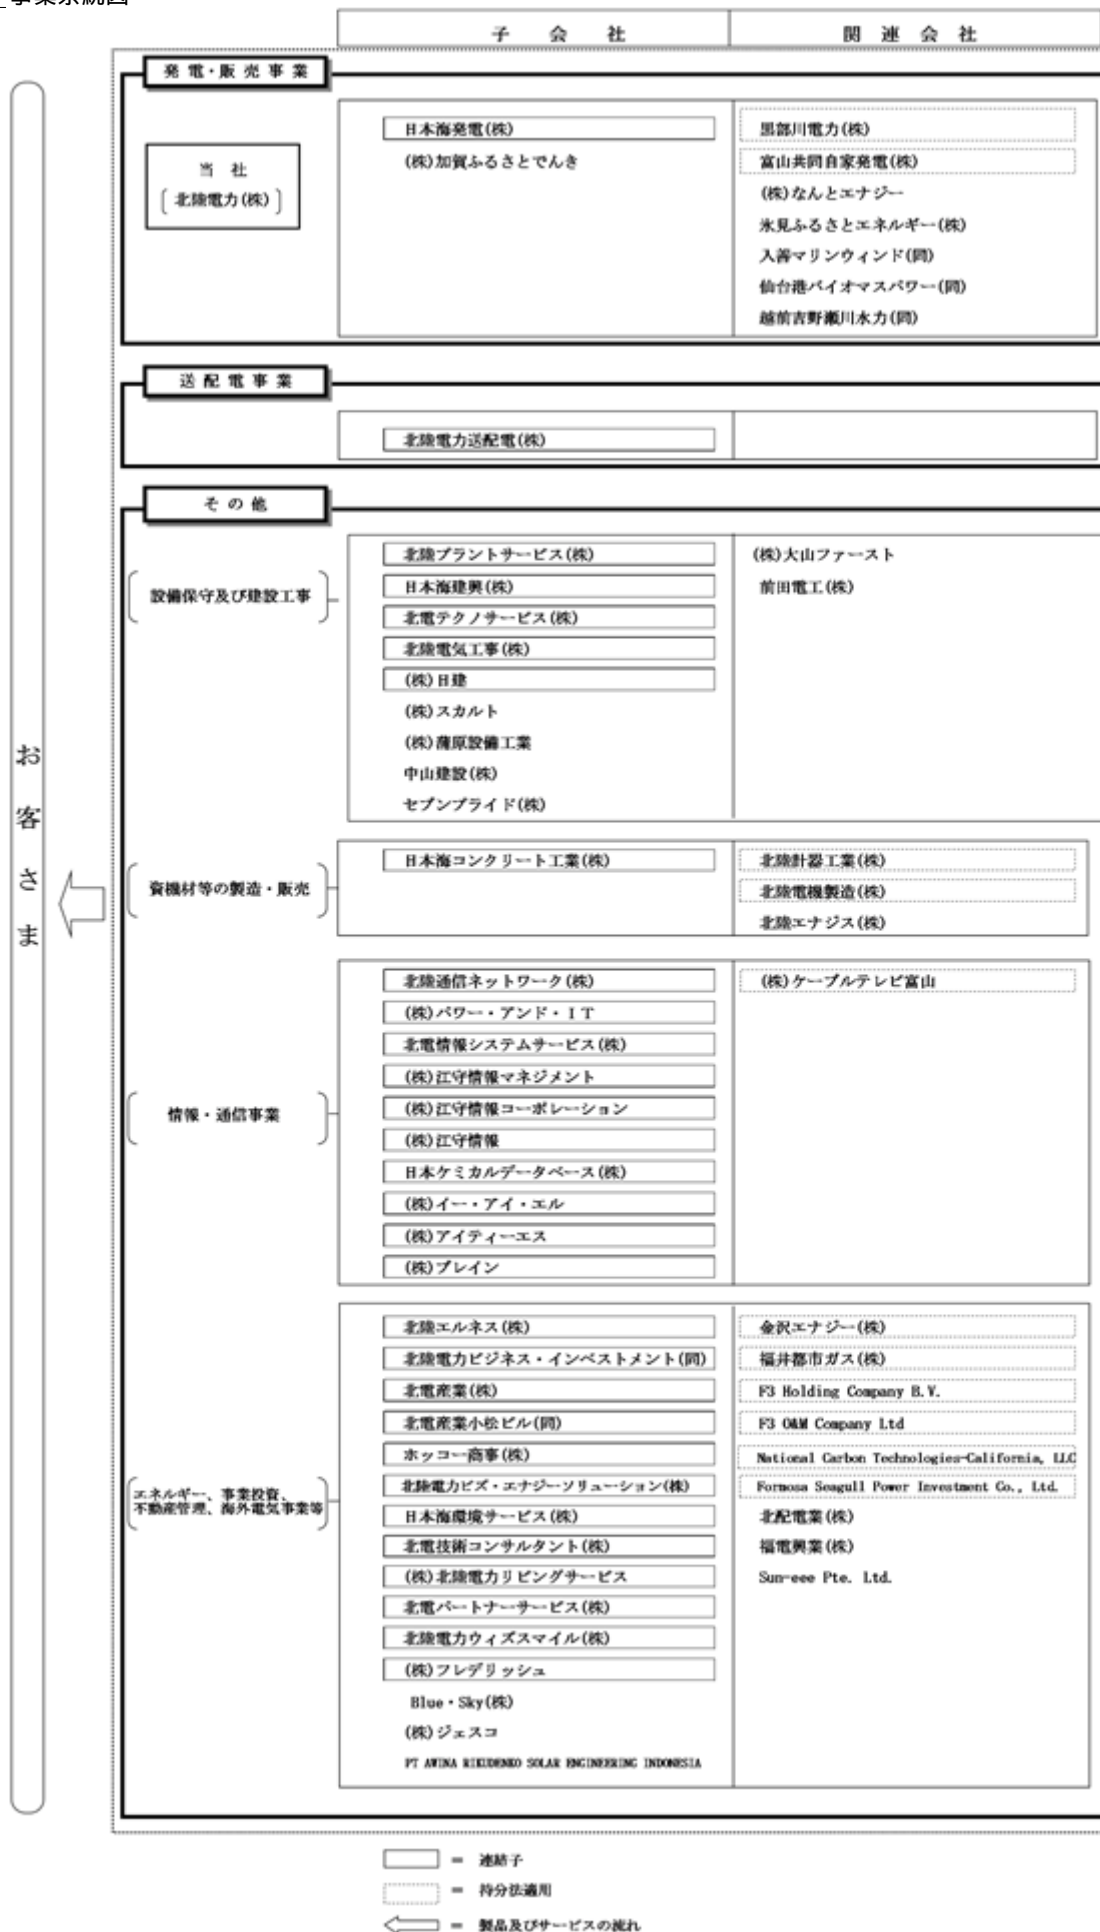 事業系統図
子 会 社
関 連 会 社
発電・販売事業
当 社
北陸電力(株)
日本海発電(株)
(株)加賀ふるさとでんき
黒部川電力(株)
富山共同自家発電(株)
(株)なんとエナジー
氷見ふるさとエネルギー(株)
入善マリンウィンド(同)
仙台港バイオマスパワー(同)
越前吉野瀬川水力(同)
送配電事業
北陸電力送配電(株)
その他
設備保守及び建設工事
北陸プラントサービス(株)
日本海建興(株)
北電テクノサービス(株)
北陸電気工事(株)
(株)日建
(株)スカルト
(株)蒲原設備工業
中山建設(株)
セブンプライド(株)
(株)大山ファースト
前田電工(株)
お客さま
資機材等の製造・販売
日本海コンクリート工業(株)
北陸計器工業(株)
北陸電機製造(株)
北陸エナジス(株)
情報・通信事業
北陸通信ネットワーク(株)
(株)パワー・アンド・IT
北電情報システムサービス(株)
(株)江守情報マネジメント
(株)江守情報コーポレーション
(株)江守情報
日本ケミカルデータベース(株)
(株)イー・アイ・エル
(株)アイティーエス
(株)ブレイン
(株)ケーブルテレビ富山
エネルギー、事業投資、
不動産管理、海外電気事業等
北陸エルネス(株)
北陸電力ビジネス・インベストメント(同)
北電産業(株)
北電産業小松ビル(同)
ホッコー商事(株)
北陸電力ビズ・エナジーソリューション(株)
日本海環境サービス(株)
北電技術コンサルタント(株)
(株)北陸電力リビングサービス
北電パートナーサービス(株)
北陸電力ウィズスマイル(株)
(株)フレデリッシュ
Blue・Sky(株)
(株)ジェスコ
PT AWINA RIKUDENKO SOLAR ENGINEERING INDONESIA
金沢エナジー(株)
福井都市ガス(株)
F3 Holding Company B.V.
F3 O&M Company Ltd
National Carbon Technologies-California, LLC
Formosa Seagull Power Investment Co., Ltd.
北配電業(株)
福電興業(株)
Sun-eee Pte. Ltd.
= 連結子
= 持分法適用
= 製品及びサービスの流れ